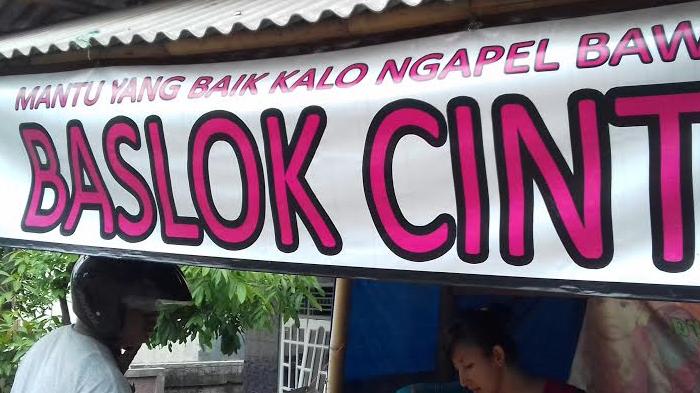 MANTU YANG BAIK KALO NGAPEL BAW
BASLOK CINT